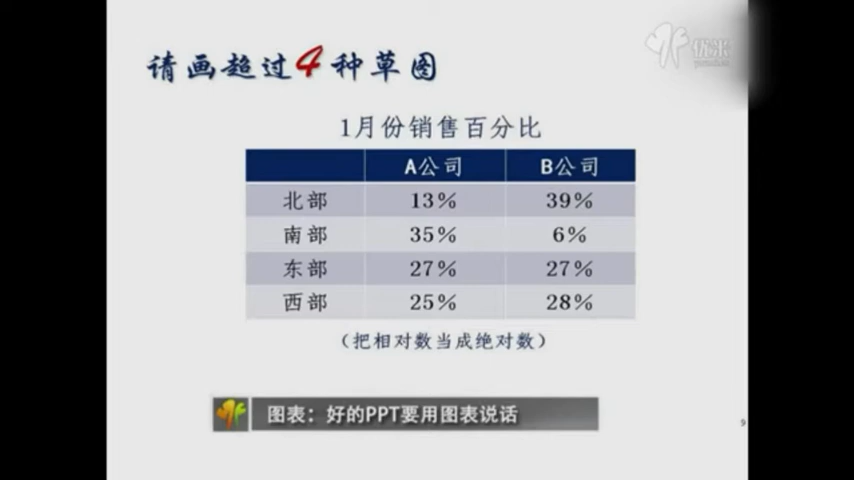 优米
请画超过4种草图
1月份销售百分比
A公司 B公司
北部 13% 39%
南部 35% 6%
东部 27% 27%
西部 25% 28%
（把相对数当成绝对数）
图表：好的PPT要用图表说话
9